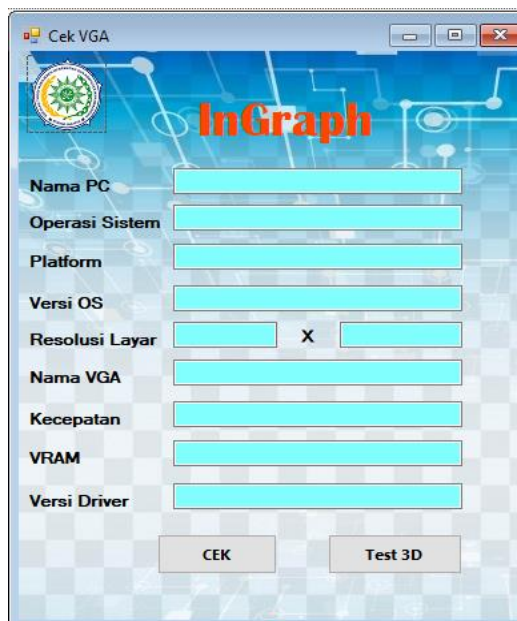 Cek VGA
InGraph
Nama PC
Operasi Sistem
Platform
Versi OS
Resolusi Layar X
Nama VGA
Kecepatan
VRAM
Versi Driver
CEK Test 3D